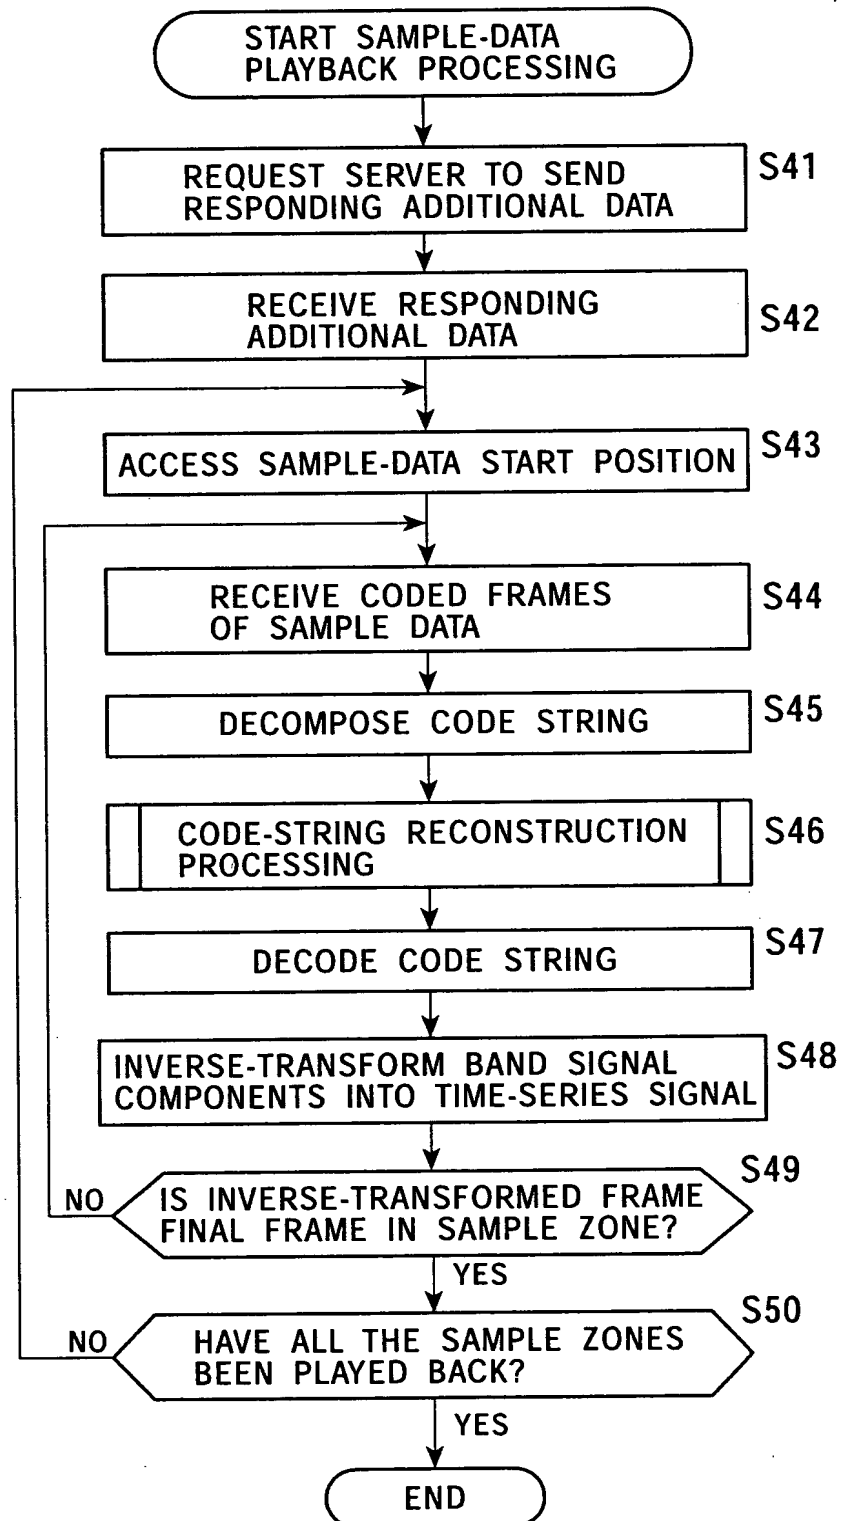 START SAMPLE-DATA
PLAYBACK PROCESSING
REQUEST SERVER TO SEND
RESPONDING ADDITIONAL DATA
S41
RECEIVE RESPONDING
ADDITIONAL DATA
S42
ACCESS SAMPLE-DATA START POSITION
S43
RECEIVE CODED FRAMES
OF SAMPLE DATA
S44
DECOMPOSE CODE STRING
S45
CODE-STRING RECONSTRUCTION
PROCESSING
S46
DECODE CODE STRING
S47
INVERSE-TRANSFORM BAND SIGNAL
COMPONENTS INTO TIME-SERIES SIGNAL
S48
IS INVERSE-TRANSFORMED FRAME
FINAL FRAME IN SAMPLE ZONE?
S49
NO
YES
HAVE ALL THE SAMPLE ZONES
BEEN PLAYED BACK?
S50
NO
YES
END